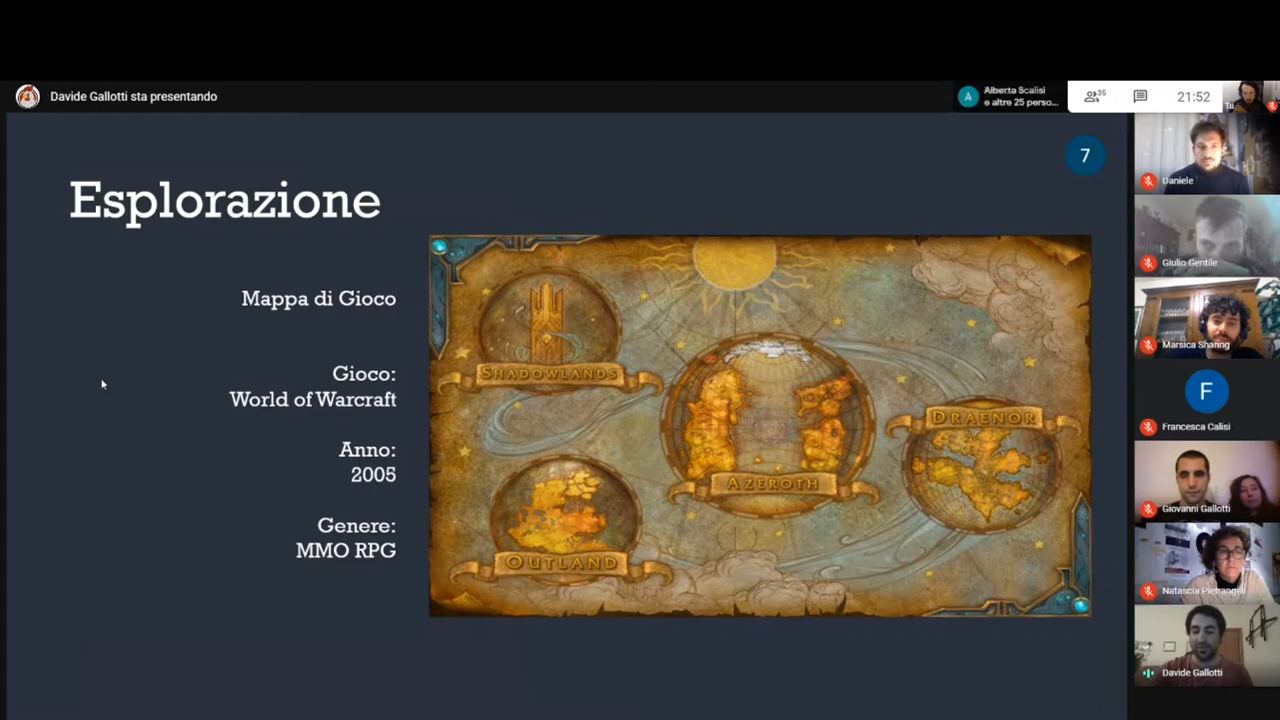 Davide Gallotti sta presentando
A
Alberta Scalisi
e altre 25 perso...
35
21:52
Tu
7
Esplorazione
Mappa di Gioco
Gioco:
World of Warcraft
Anno:
2005
Genere:
MMO RPG
SHADOWLANDS
AZEROTH
DRAENOR
OUTLAND
Daniele
Giulio Gentile
Marsica Sharing
F
Francesca Calisi
Giovanni Gallotti
Natascia Pietrangeli
Davide Gallotti